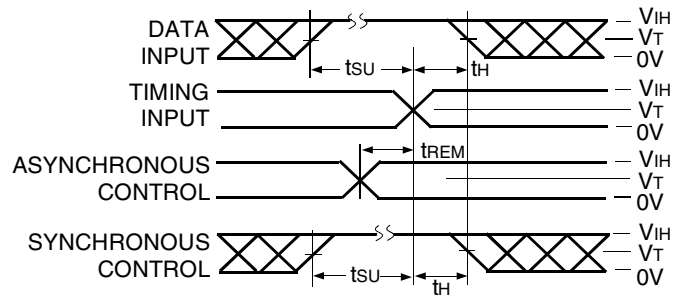 DATA
INPUT
tSU
tH
VIH
VT
0V
TIMING
INPUT
VIH
VT
0V
tREM
ASYNCHRONOUS
CONTROL
VIH
VT
0V
SYNCHRONOUS
CONTROL
tSU
tH
VIH
VT
0V